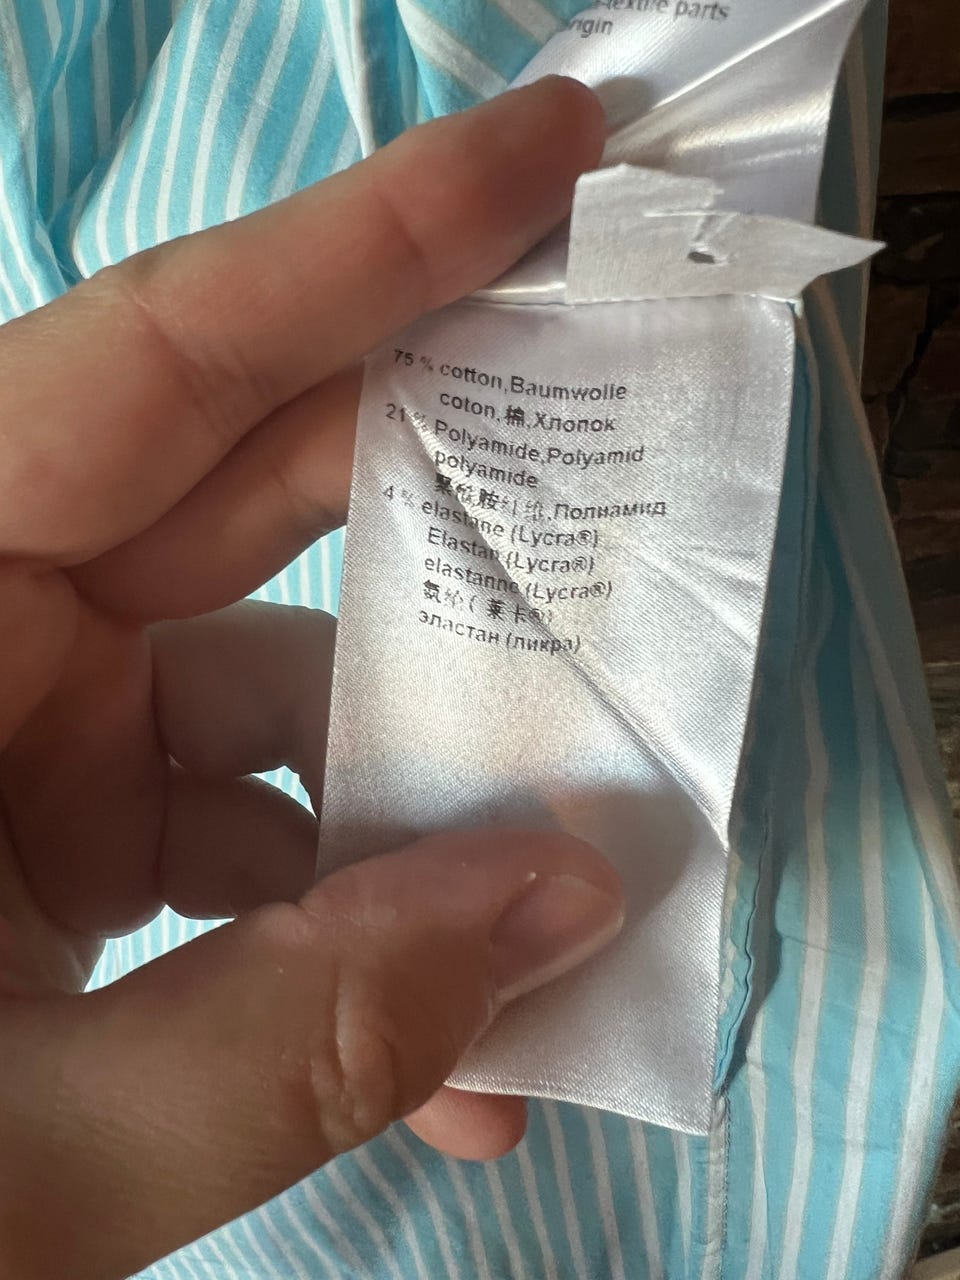 -textile parts
rigin
75 % cotton,Baumwolle
coton,棉,Хлопок
21 % Polyamide,Polyamid
polyamide
聚酰胺纤维,Полиамид
4 % elastane (Lycra®)
Elastan (Lycra®)
elastanne (Lycra®)
氨纶 ( 莱卡®)
эластан (ликра)